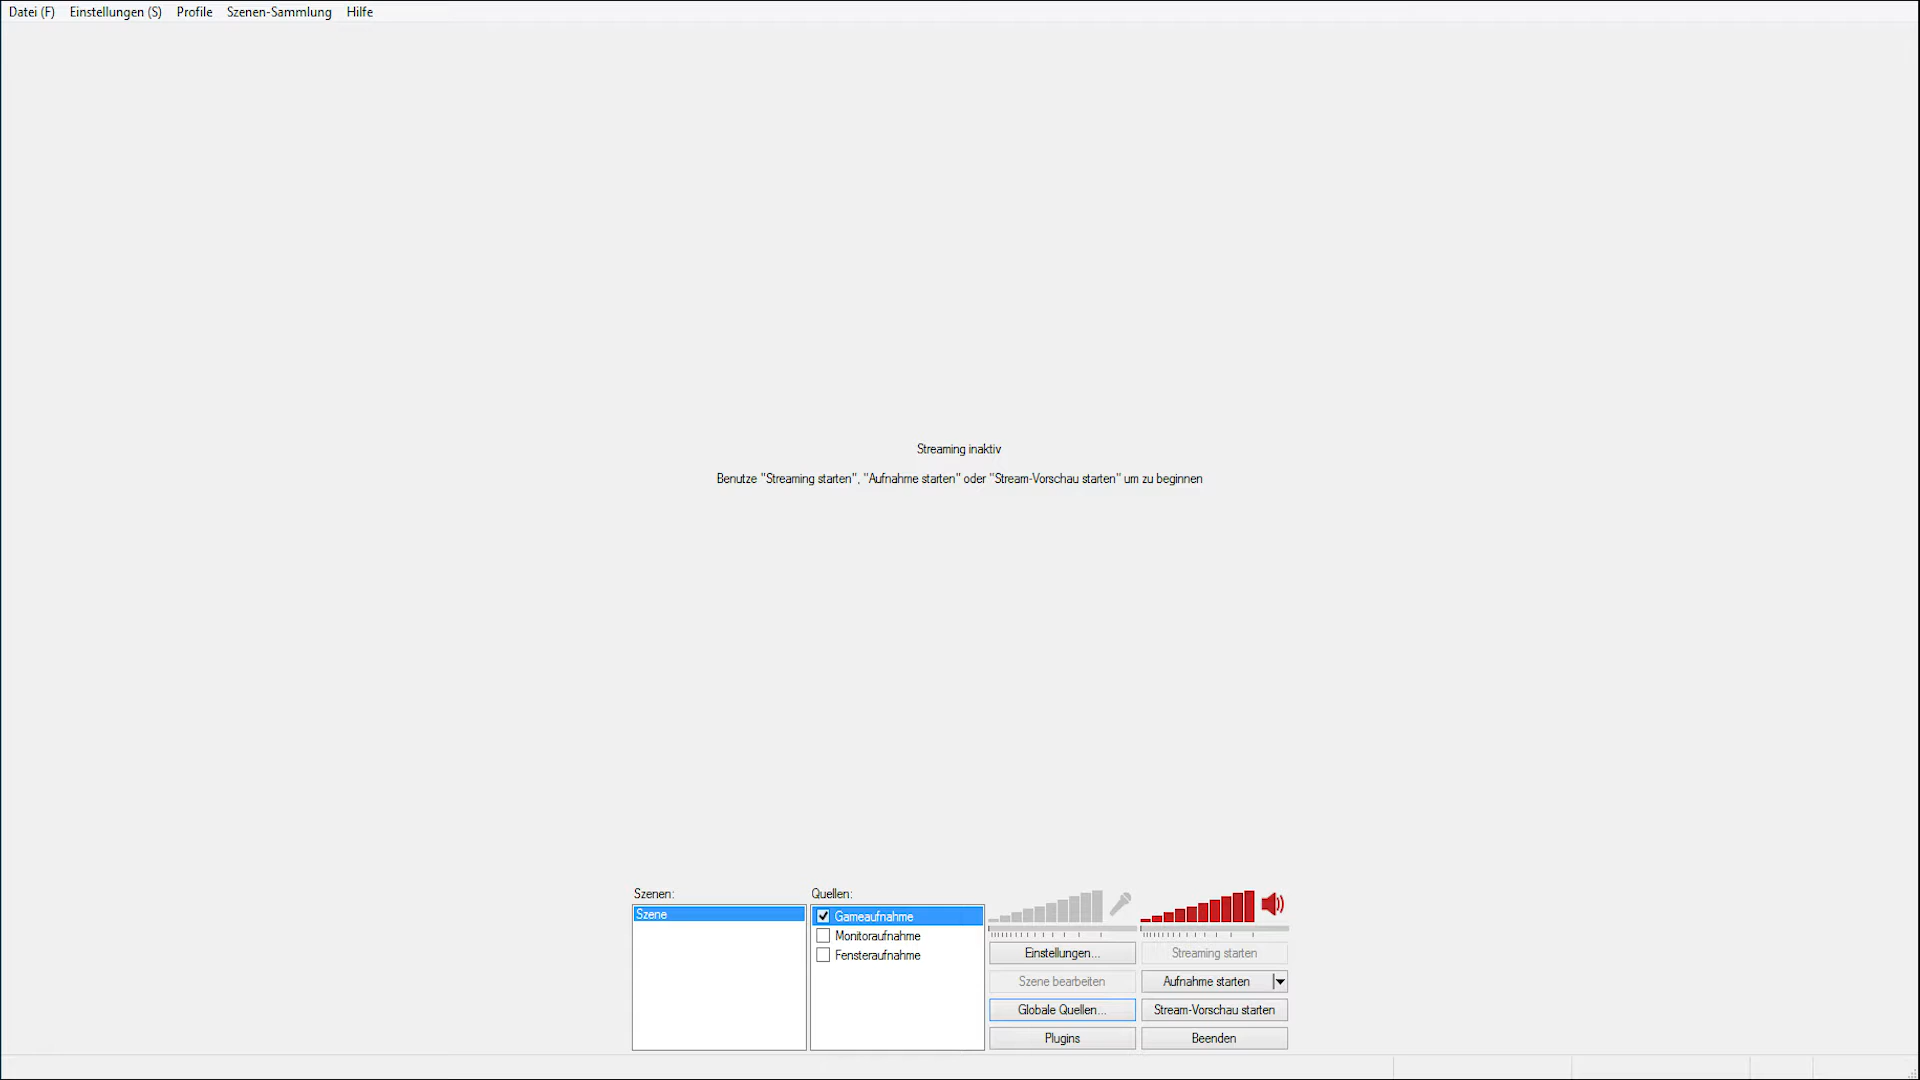 Datei (F) Einstellungen (S) Profile Szenen-Sammlung Hilfe
Streaming inaktiv
Benutze "Streaming starten", "Aufnahme starten" oder "Stream-Vorschau starten" um zu beginnen
Szenen:
Szene
Quellen:
Gameaufnahme
Monitoraufnahme
Fensteraufnahme
Einstellungen... Streaming starten
Szene bearbeiten Aufnahme starten
Globale Quellen... Stream-Vorschau starten
Plugins Beenden